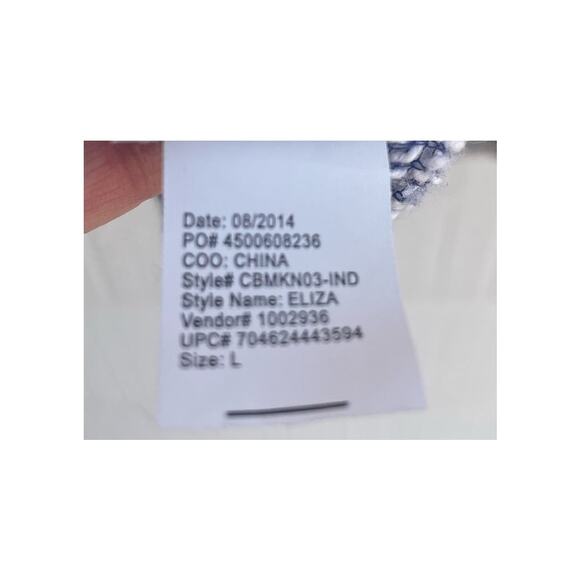 Date: 08/2014
PO# 4500608236
COO: CHINA
Style# CBMKN03-IND
Style Name: ELIZA
Vendor# 1002936
UPC# 704624443594
Size: L